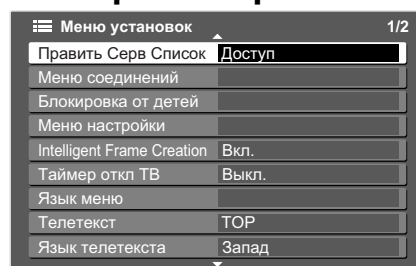 Меню установок 1/2
Править Серв Список Доступ
Меню соединений
Блокировка от детей
Меню настройки
Intelligent Frame Creation Вкл.
Таймер откл ТВ Выкл.
Язык меню
Телетекст TOP
Язык телетекста Запад